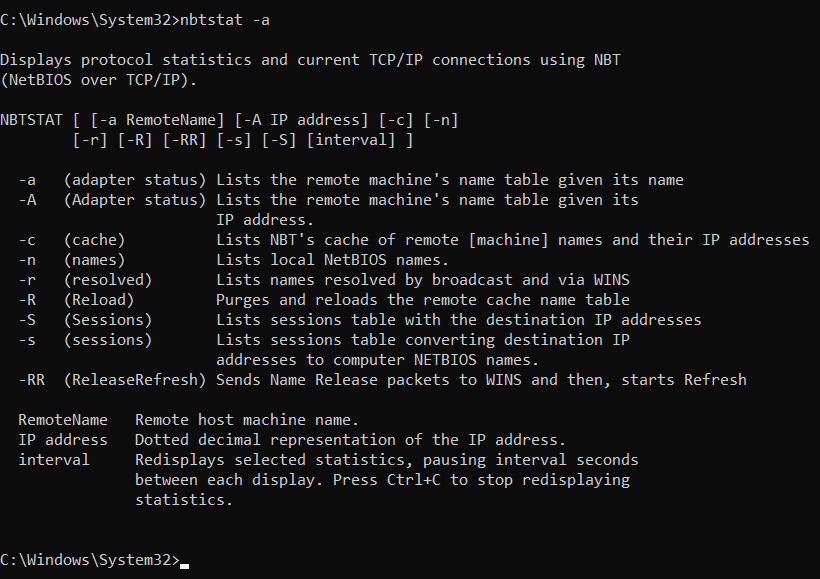 C:\Windows\System32>nbtstat -a
Displays protocol statistics and current TCP/IP connections using NBT
(NetBIOS over TCP/IP).
NBTSTAT [ [-a RemoteName] [-A IP address] [-c] [-n]
        [-r] [-R] [-RR] [-s] [-S] [interval] ]
  -a   (adapter status) Lists the remote machine's name table given its name
  -A   (Adapter status) Lists the remote machine's name table given its
                        IP address.
  -c   (cache)          Lists NBT's cache of remote [machine] names and their IP addresses
  -n   (names)          Lists local NetBIOS names.
  -r   (resolved)       Lists names resolved by broadcast and via WINS
  -R   (Reload)         Purges and reloads the remote cache name table
  -S   (Sessions)       Lists sessions table with the destination IP addresses
  -s   (sessions)       Lists sessions table converting destination IP
                        addresses to computer NETBIOS names.
  -RR  (ReleaseRefresh) Sends Name Release packets to WINS and then, starts Refresh
  RemoteName   Remote host machine name.
  IP address   Dotted decimal representation of the IP address.
  interval     Redisplays selected statistics, pausing interval seconds
               between each display. Press Ctrl+C to stop redisplaying
               statistics.
C:\Windows\System32>